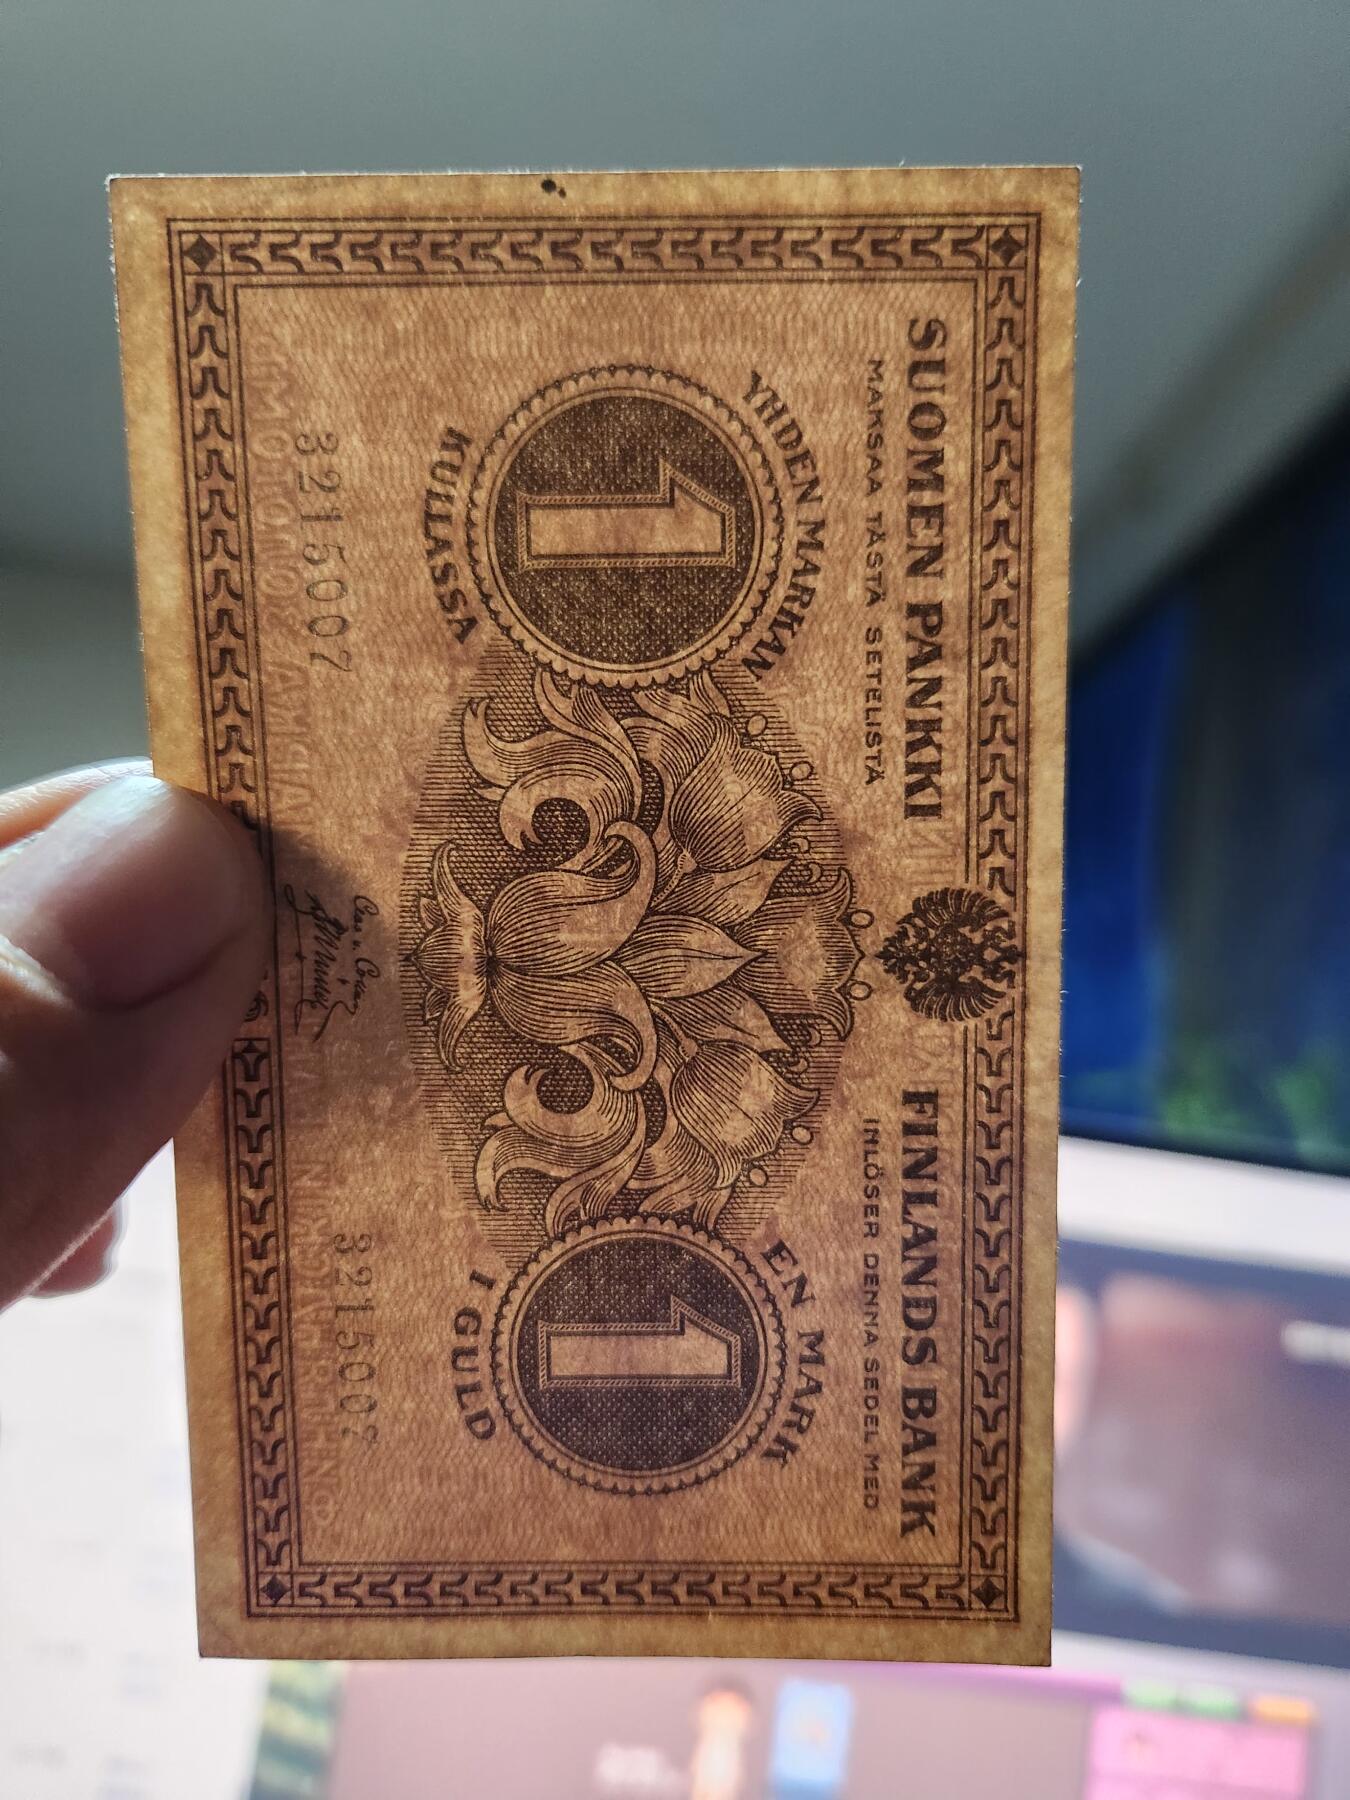 SUOMEN PANKKI
MAKSAA TÄSTÄ SETELISTÄ
YHDEN MARKAN
1
KULLASSA
3215007
FINLANDS BANK
INLÖSER DENNA SEDEL MED
EN MARK
1
I GULD
3215007